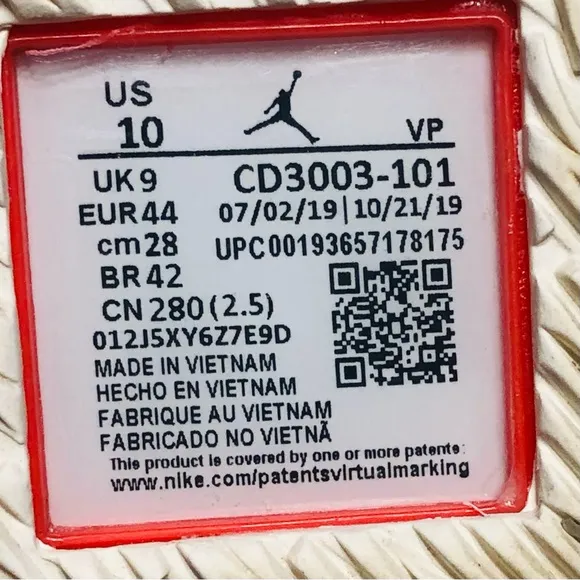 US
10
VP
UK 9
CD3003-101
EUR 44
07/02/19|10/21/19
cm 28
UPC00193657178175
BR 42
CN 280 (2.5)
012J5XY6Z7E9D
MADE IN VIETNAM
HECHO EN VIETNAM
FABRIQUE AU VIETNAM
FABRICADO NO VIETNÃ
This product is covered by one or more patents:
www.nike.com/patentsvirtualmarking